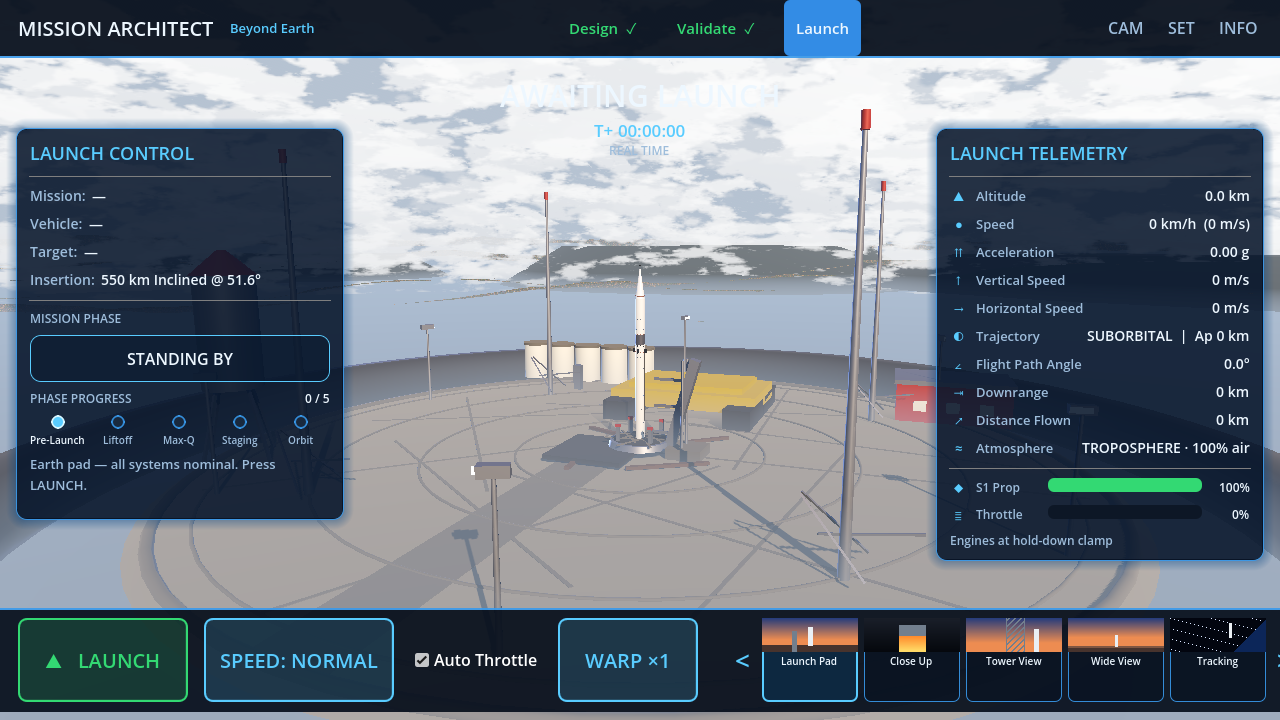 MISSION ARCHITECT Beyond Earth Design ✓ Validate ✓ Launch CAM SET INFO
AWAITING LAUNCH
T+ 00:00:00
REAL TIME
LAUNCH CONTROL
Mission: —
Vehicle: —
Target: —
Insertion: 550 km Inclined @ 51.6°
MISSION PHASE
STANDING BY
PHASE PROGRESS 0 / 5
Pre-Launch Liftoff Max-Q Staging Orbit
Earth pad — all systems nominal. Press
LAUNCH.
LAUNCH TELEMETRY
Altitude 0.0 km
Speed 0 km/h (0 m/s)
Acceleration 0.00 g
Vertical Speed 0 m/s
Horizontal Speed 0 m/s
Trajectory SUBORBITAL | Ap 0 km
Flight Path Angle 0.0°
Downrange 0 km
Distance Flown 0 km
Atmosphere TROPOSPHERE · 100% air
S1 Prop 100%
Throttle 0%
Engines at hold-down clamp
▲ LAUNCH SPEED: NORMAL Auto Throttle WARP ×1 < Launch Pad Close Up Tower View Wide View Tracking